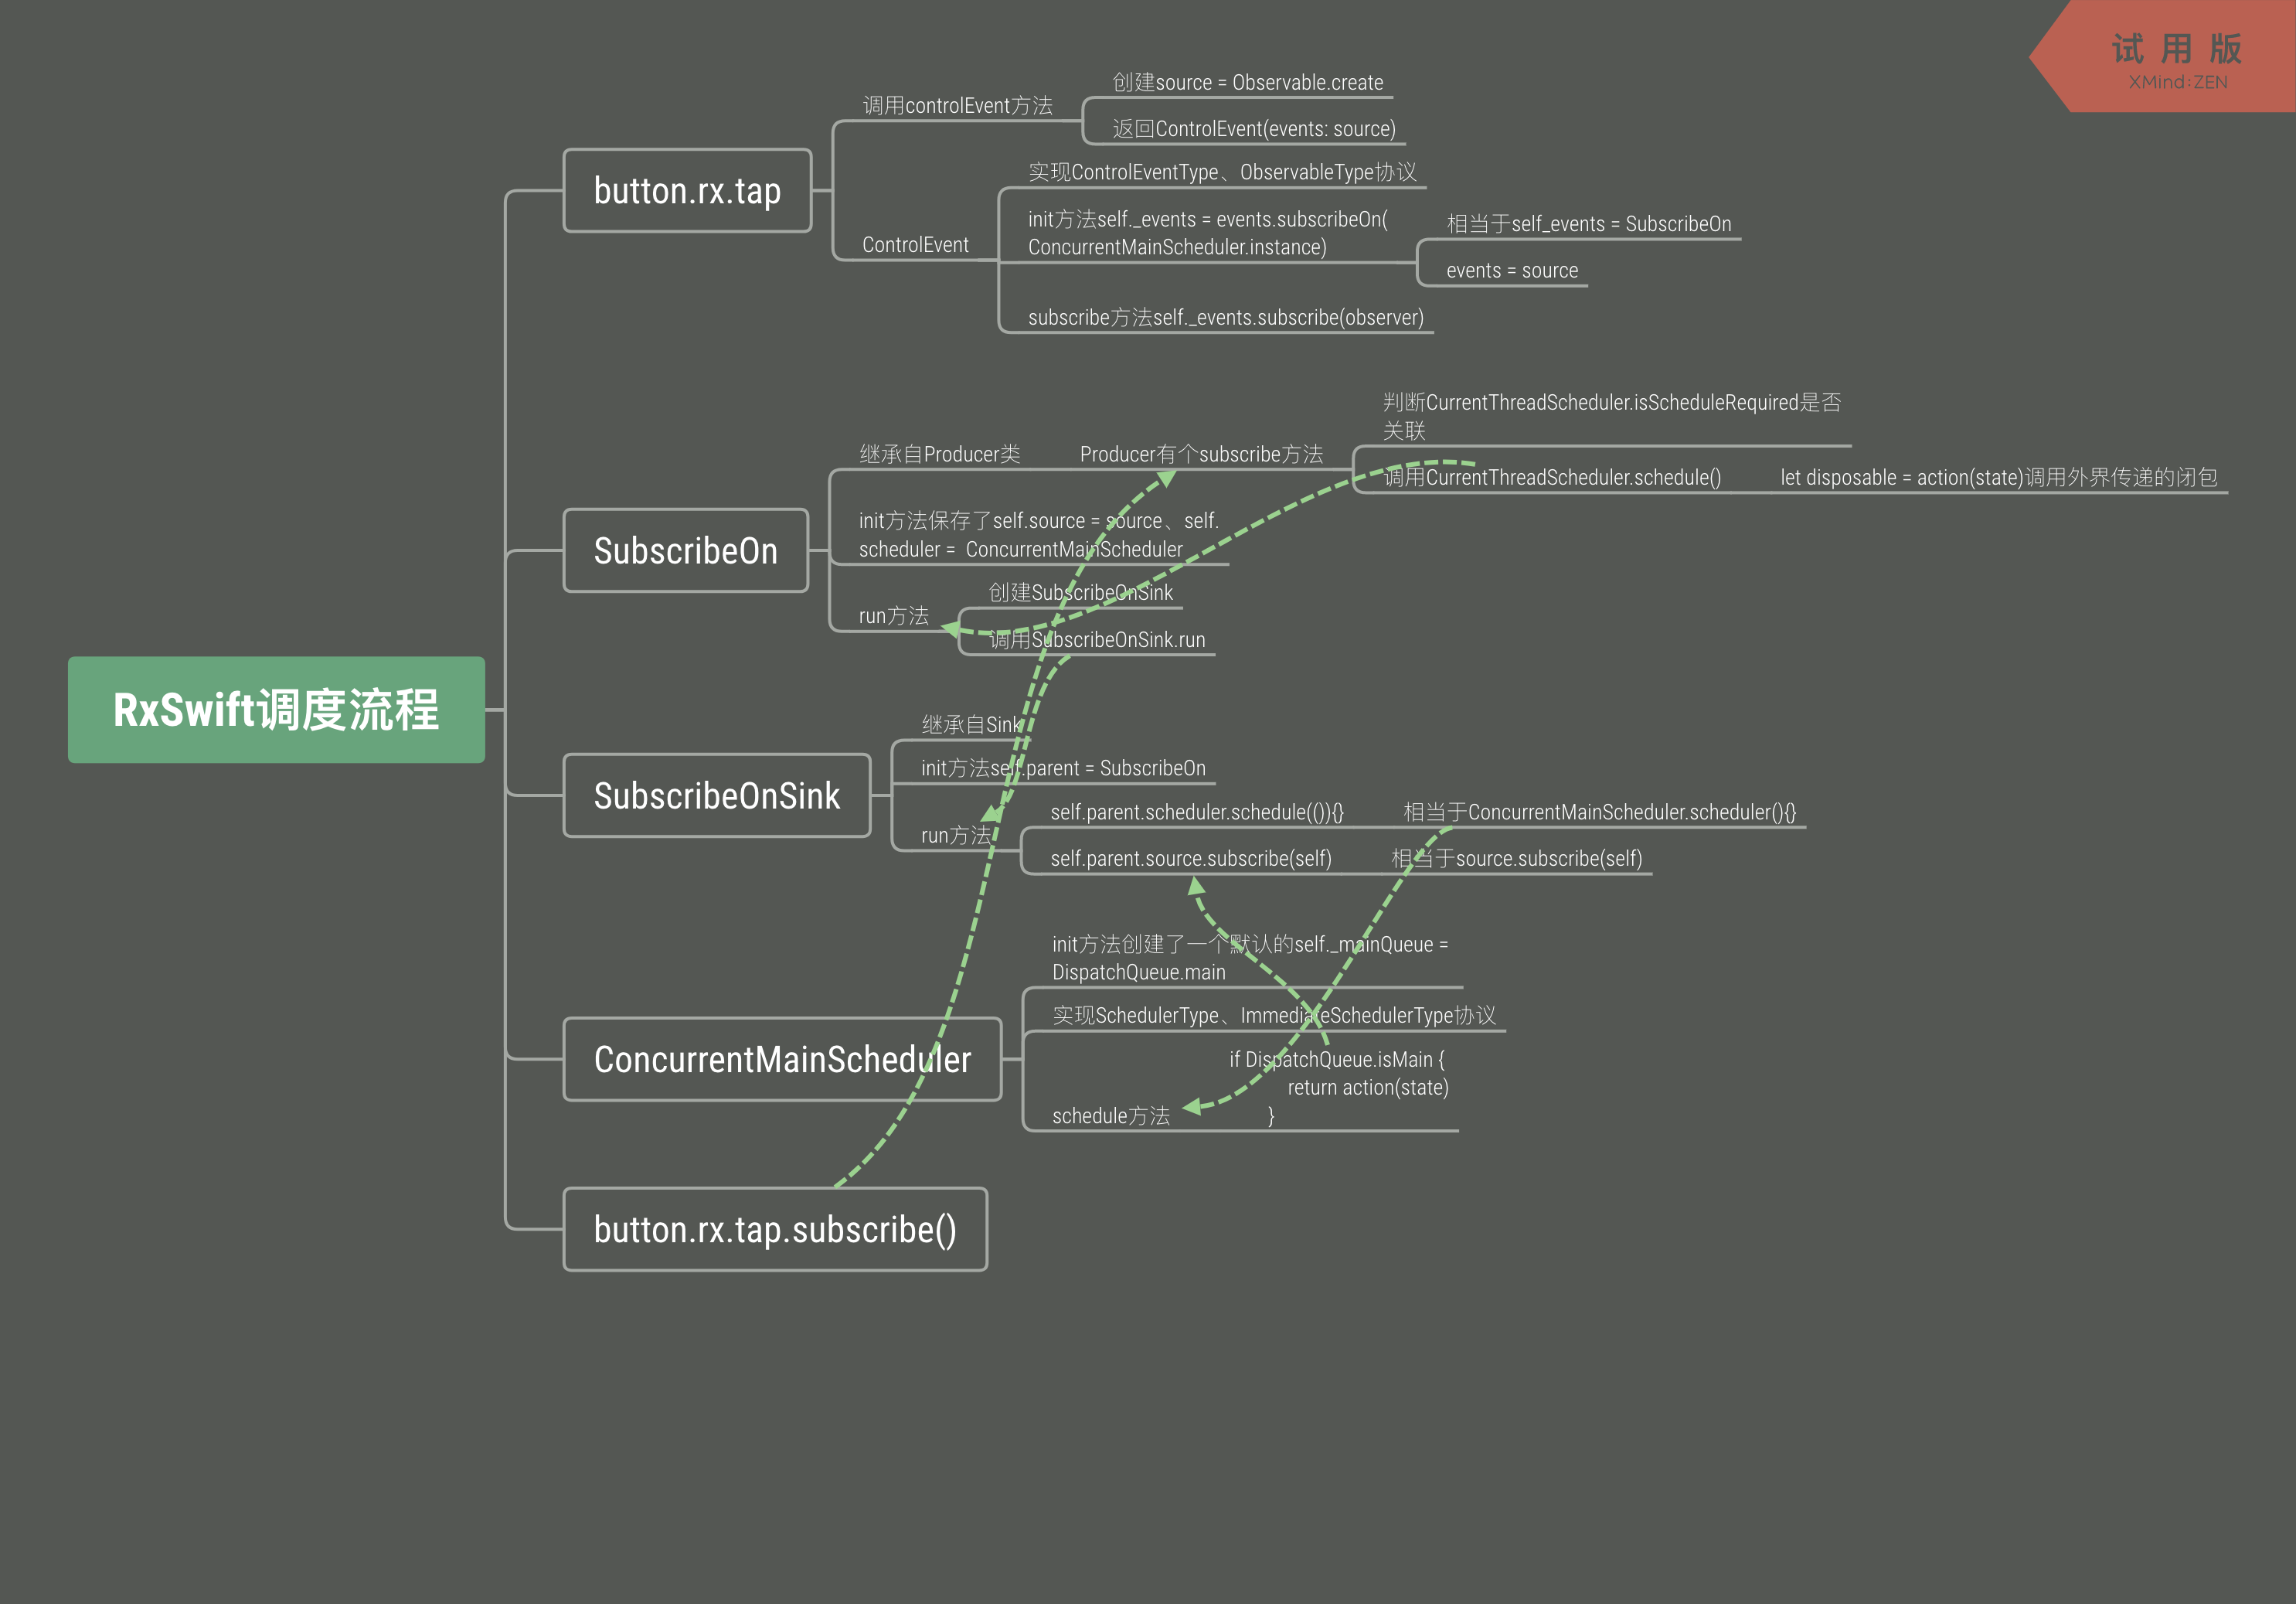 试用版
XMind:ZEN
RxSwift调度流程
button.rx.tap
调用controlEvent方法
创建source = Observable.create
返回ControlEvent(events: source)
ControlEvent
实现ControlEventType、ObservableType协议
init方法self._events = events.subscribeOn(
ConcurrentMainScheduler.instance)
相当于self_events = SubscribeOn
events = source
subscribe方法self._events.subscribe(observer)
SubscribeOn
继承自Producer类
Producer有个subscribe方法
判断CurrentThreadScheduler.isScheduleRequired是否
关联
调用CurrentThreadScheduler.schedule()
let disposable = action(state)调用外界传递的闭包
init方法保存了self.source = source、self.
scheduler =  ConcurrentMainScheduler
run方法
创建SubscribeOnSink
调用SubscribeOnSink.run
SubscribeOnSink
继承自Sink
init方法self.parent = SubscribeOn
run方法
self.parent.scheduler.schedule(()){}
相当于ConcurrentMainScheduler.scheduler(){}
self.parent.source.subscribe(self)
相当于source.subscribe(self)
ConcurrentMainScheduler
init方法创建了一个默认的self._mainQueue =
DispatchQueue.main
实现SchedulerType、ImmediateSchedulerType协议
schedule方法
if DispatchQueue.isMain {
return action(state)
}
button.rx.tap.subscribe()